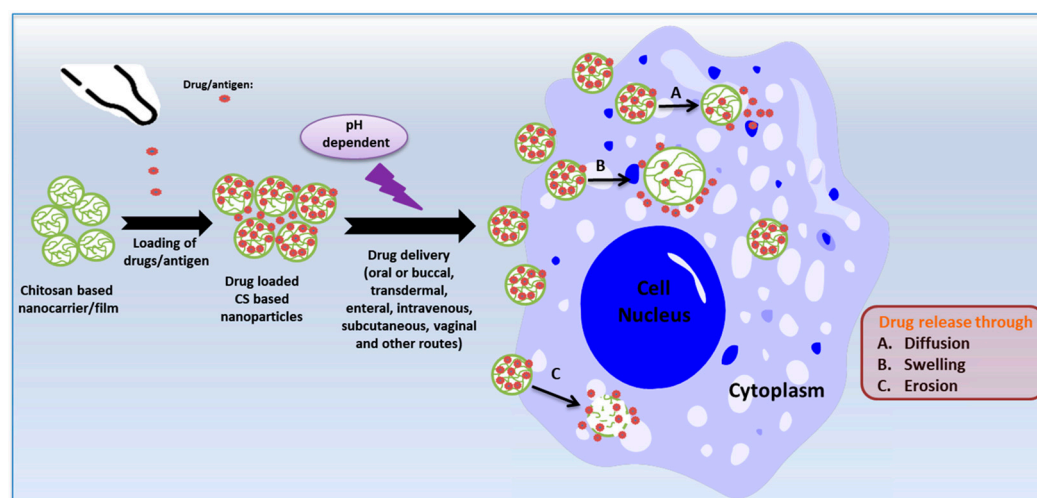 Drug/antigen:
pH
dependent
Loading of
drugs/antigen
Chitosan based
nanocarrier/film
Drug loaded
CS based
nanoparticles
Drug delivery
(oral or buccal,
transdermal,
enteral, intravenous,
subcutaneous, vaginal
and other routes)
A
B
C
Cell
Nucleus
Cytoplasm
Drug release through
A. Diffusion
B. Swelling
C. Erosion